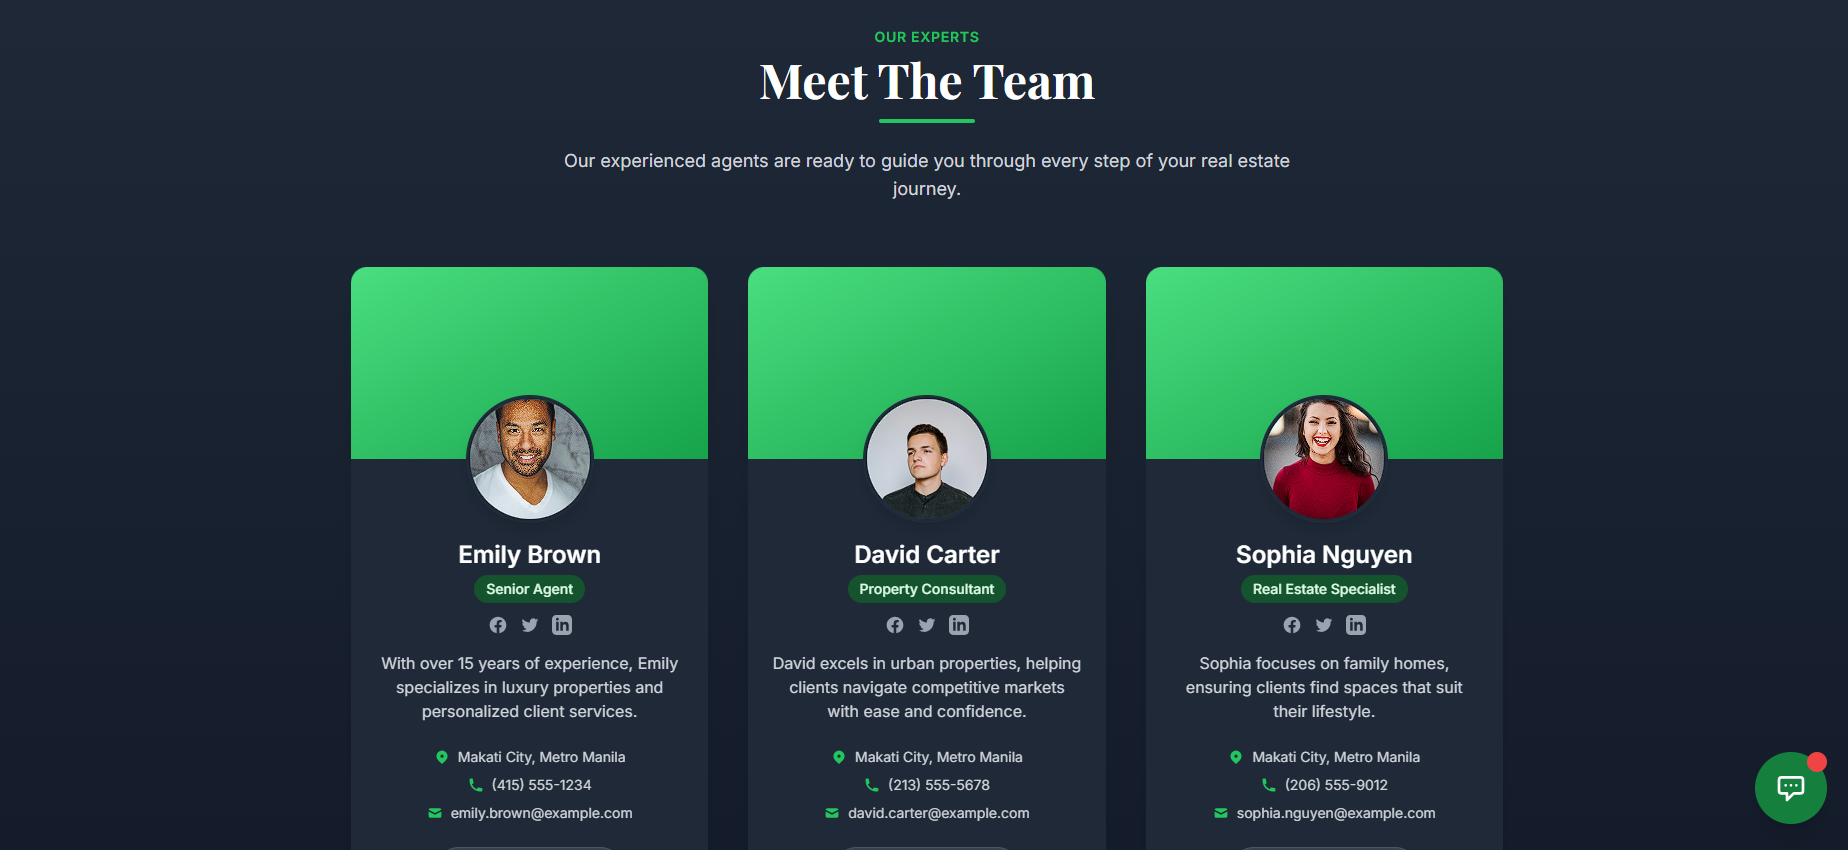 OUR EXPERTS
Meet The Team
Our experienced agents are ready to guide you through every step of your real estate
journey.
Emily Brown
Senior Agent
With over 15 years of experience, Emily
specializes in luxury properties and
personalized client services.
Makati City, Metro Manila
(415) 555-1234
emily.brown@example.com
David Carter
Property Consultant
David excels in urban properties, helping
clients navigate competitive markets
with ease and confidence.
Makati City, Metro Manila
(213) 555-5678
david.carter@example.com
Sophia Nguyen
Real Estate Specialist
Sophia focuses on family homes,
ensuring clients find spaces that suit
their lifestyle.
Makati City, Metro Manila
(206) 555-9012
sophia.nguyen@example.com